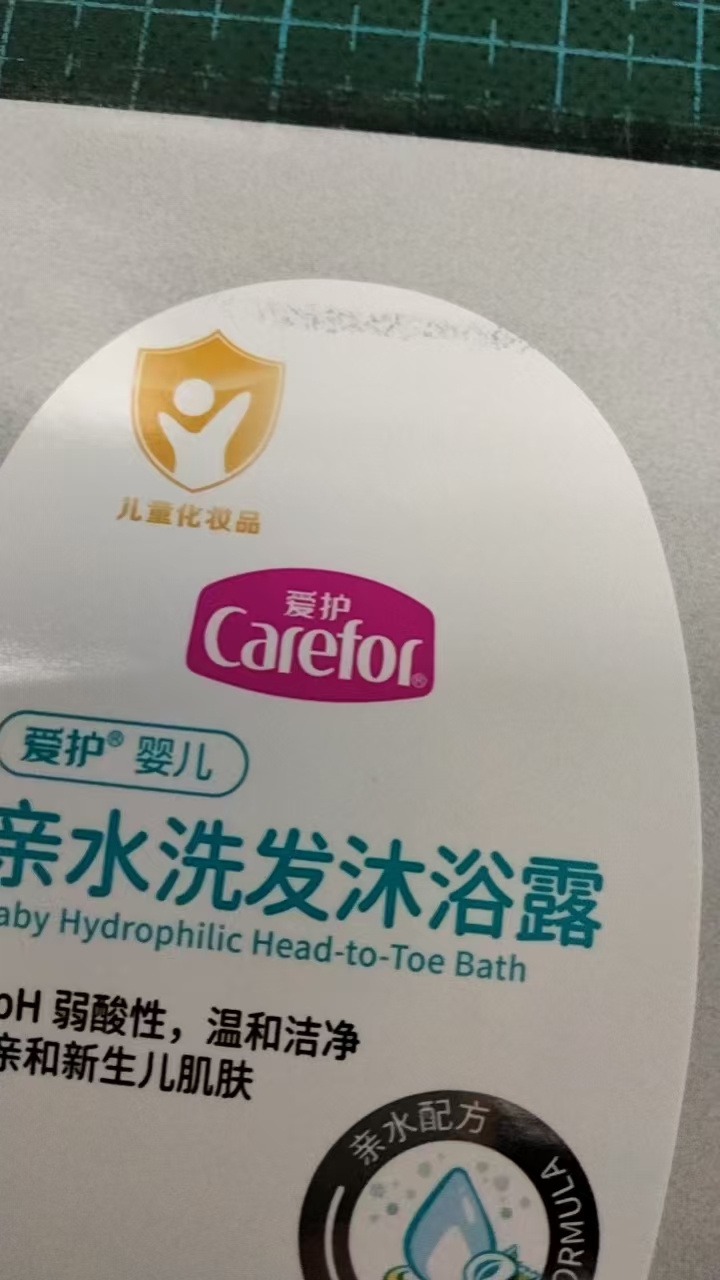 儿童化妆品
爱护
Carefor®
爱护® 婴儿
亲水洗发沐浴露
aby Hydrophilic Head-to-Toe Bath
pH 弱酸性，温和洁净
亲和新生儿肌肤
亲水配方
ORMULA